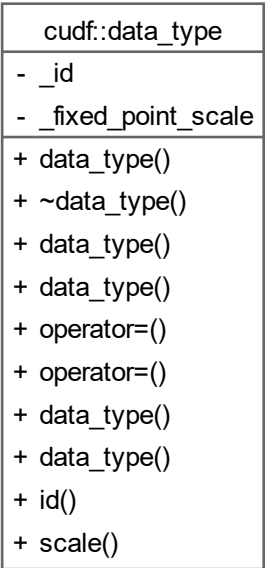 cudf::data_type
- _id
- _fixed_point_scale
+ data_type()
+ ~data_type()
+ data_type()
+ data_type()
+ operator=()
+ operator=()
+ data_type()
+ data_type()
+ id()
+ scale()